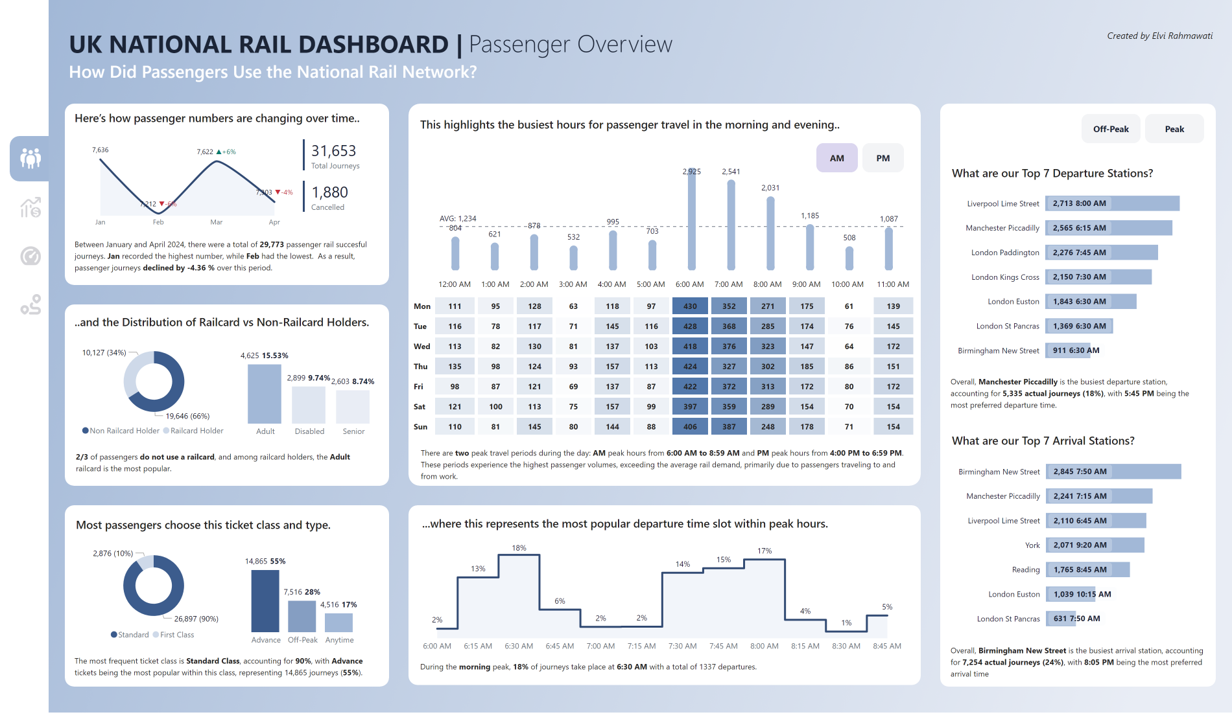 UK NATIONAL RAIL DASHBOARD | Passenger Overview
Created by Elvi Rahmawati
How Did Passengers Use the National Rail Network?
Here's how passenger numbers are changing over time..
7,636
7,212 ▼-6%
7,622 ▲+6%
7,303 ▼-4%
Jan Feb Mar Apr
31,653
Total Journeys
1,880
Cancelled
Between January and April 2024, there were a total of 29,773 passenger rail succesful
journeys. Jan recorded the highest number, while Feb had the lowest. As a result,
passenger journeys declined by -4.36 % over this period.
..and the Distribution of Railcard vs Non-Railcard Holders.
10,127 (34%)
19,646 (66%)
Non Railcard Holder Railcard Holder
4,625 15.53%
2,899 9.74%
2,603 8.74%
Adult Disabled Senior
2/3 of passengers do not use a railcard, and among railcard holders, the Adult
railcard is the most popular.
Most passengers choose this ticket class and type.
2,876 (10%)
26,897 (90%)
Standard First Class
14,865 55%
7,516 28%
4,516 17%
Advance Off-Peak Anytime
The most frequent ticket class is Standard Class, accounting for 90%, with Advance
tickets being the most popular within this class, representing 14,865 journeys (55%).
This highlights the busiest hours for passenger travel in the morning and evening..
AM PM
AVG: 1,234
804 621 878 532 995 703 2,925 2,541 2,031 1,185 508 1,087
12:00 AM 1:00 AM 2:00 AM 3:00 AM 4:00 AM 5:00 AM 6:00 AM 7:00 AM 8:00 AM 9:00 AM 10:00 AM 11:00 AM
Mon 111 95 128 63 118 97 430 352 271 175 61 139
Tue 116 78 117 71 145 116 428 368 285 174 76 145
Wed 113 82 130 81 137 103 418 376 323 147 64 172
Thu 135 98 124 93 157 113 424 327 302 185 86 151
Fri 98 87 121 69 137 87 422 372 313 172 80 172
Sat 121 100 113 75 157 99 397 359 289 154 70 154
Sun 110 81 145 80 144 88 406 387 248 178 71 154
There are two peak travel periods during the day: AM peak hours from 6:00 AM to 8:59 AM and PM peak hours from 4:00 PM to 6:59 PM.
These periods experience the highest passenger volumes, exceeding the average rail demand, primarily due to passengers traveling to and
from work.
...where this represents the most popular departure time slot within peak hours.
2% 13% 18% 6% 2% 2% 14% 15% 17% 4% 1% 5%
6:00 AM 6:15 AM 6:30 AM 6:45 AM 7:00 AM 7:15 AM 7:30 AM 7:45 AM 8:00 AM 8:15 AM 8:30 AM 8:45 AM
During the morning peak, 18% of journeys take place at 6:30 AM with a total of 1337 departures.
Off-Peak Peak
What are our Top 7 Departure Stations?
Liverpool Lime Street 2,713 8:00 AM
Manchester Piccadilly 2,565 6:15 AM
London Paddington 2,276 7:45 AM
London Kings Cross 2,150 7:30 AM
London Euston 1,843 6:30 AM
London St Pancras 1,369 6:30 AM
Birmingham New Street 911 6:30 AM
Overall, Manchester Piccadilly is the busiest departure station,
accounting for 5,335 actual journeys (18%), with 5:45 PM being the
most preferred departure time.
What are our Top 7 Arrival Stations?
Birmingham New Street 2,845 7:50 AM
Manchester Piccadilly 2,241 7:15 AM
Liverpool Lime Street 2,110 6:45 AM
York 2,071 9:20 AM
Reading 1,765 8:45 AM
London Euston 1,039 10:15 AM
London St Pancras 631 7:50 AM
Overall, Birmingham New Street is the busiest arrival station, accounting
for 7,254 actual journeys (24%), with 8:05 PM being the most preferred
arrival time